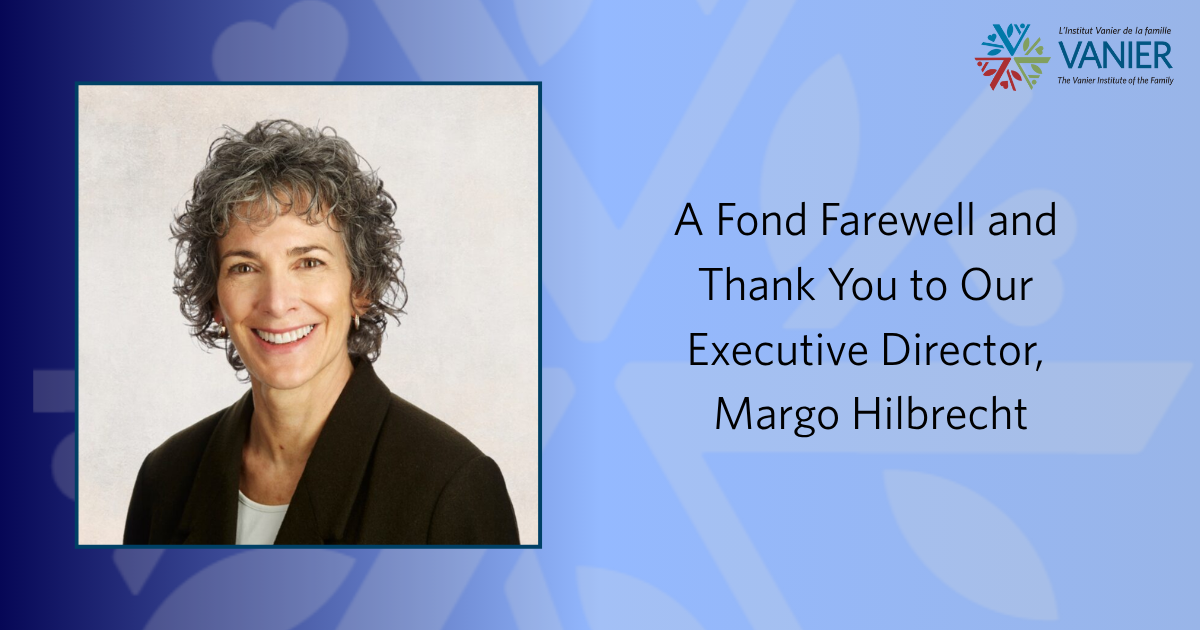 L'Institut Vanier de la famille
VANIER
The Vanier Institute of the Family
A Fond Farewell and
Thank You to Our
Executive Director,
Margo Hilbrecht